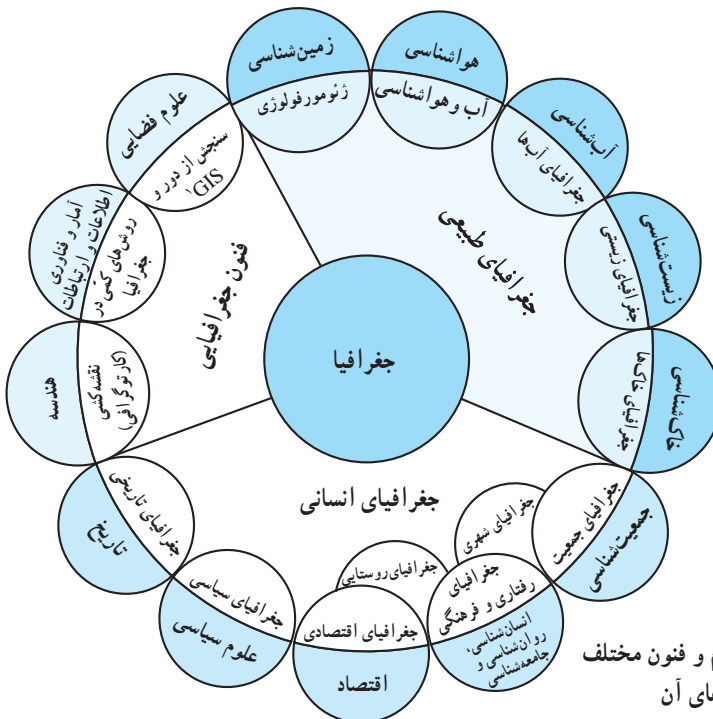 زمین‌شناسی
ژئومورفولوژی
هواشناسی
آب و هواشناسی
آب‌شناسی
جغرافیای آب‌ها
زیست‌شناسی
جغرافیای زیستی
خاک‌شناسی
جغرافیای خاک‌ها
جغرافیای طبیعی
علوم فضایی
سنجش از دور و
GIS¹
آمار و فناوری
اطلاعات و ارتباطات
روش‌های کمّی در
جغرافیا
هندسه
نقشه‌کشی
(کارتوگرافی)
فنون جغرافیایی
جغرافیا
جغرافیای انسانی
جمعیت‌شناسی
جغرافیای جمعیت
جغرافیای شهری
جغرافیای
رفتاری و فرهنگی
انسان‌شناسی،
روان‌شناسی و
جامعه‌شناسی
جغرافیای روستایی
جغرافیای اقتصادی
اقتصاد
جغرافیای سیاسی
علوم سیاسی
جغرافیای تاریخی
تاریخ
و فنون مختلف
آن